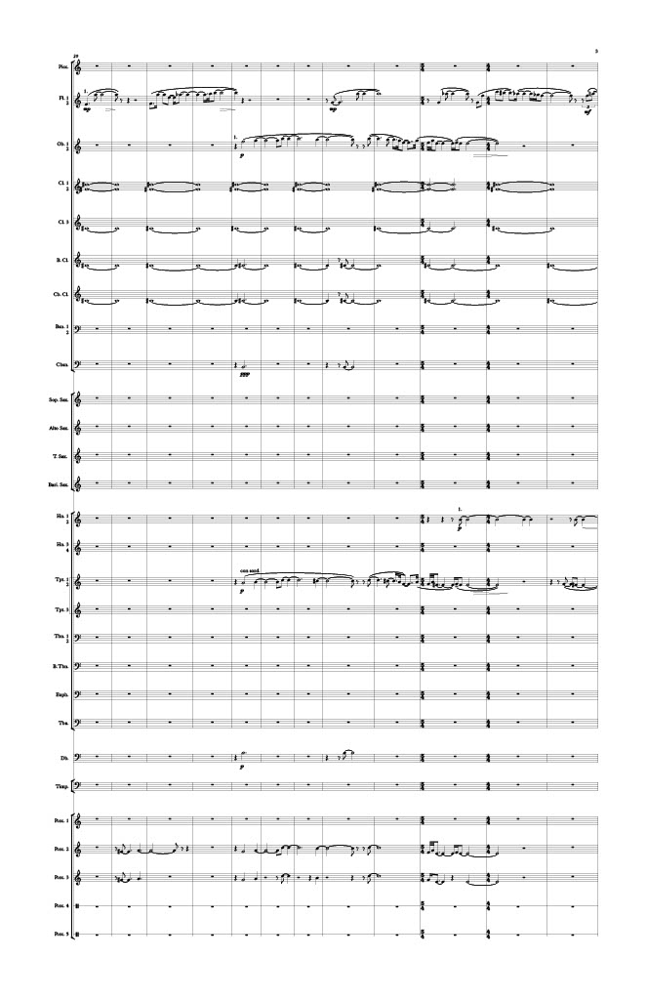 3
20
Picc.
Fl. 1
2
1.
mp
mp
mf
Ob. 1
2
1.
p
Cl. 1
2
Cl. 3
B. Cl.
Cb. Cl.
Bsn. 1
2
Cbsn.
ppp
Sop. Sax.
Alto Sax.
T. Sax.
Bari. Sax.
Hn. 1
2
1.
p
Hn. 3
4
Tpt. 1
2
con sord.
p
Tpt. 3
Tbn. 1
2
B. Tbn.
Euph.
Tba.
Db.
p
Timp.
Perc. 1
Perc. 2
Perc. 3
Perc. 4
Perc. 5